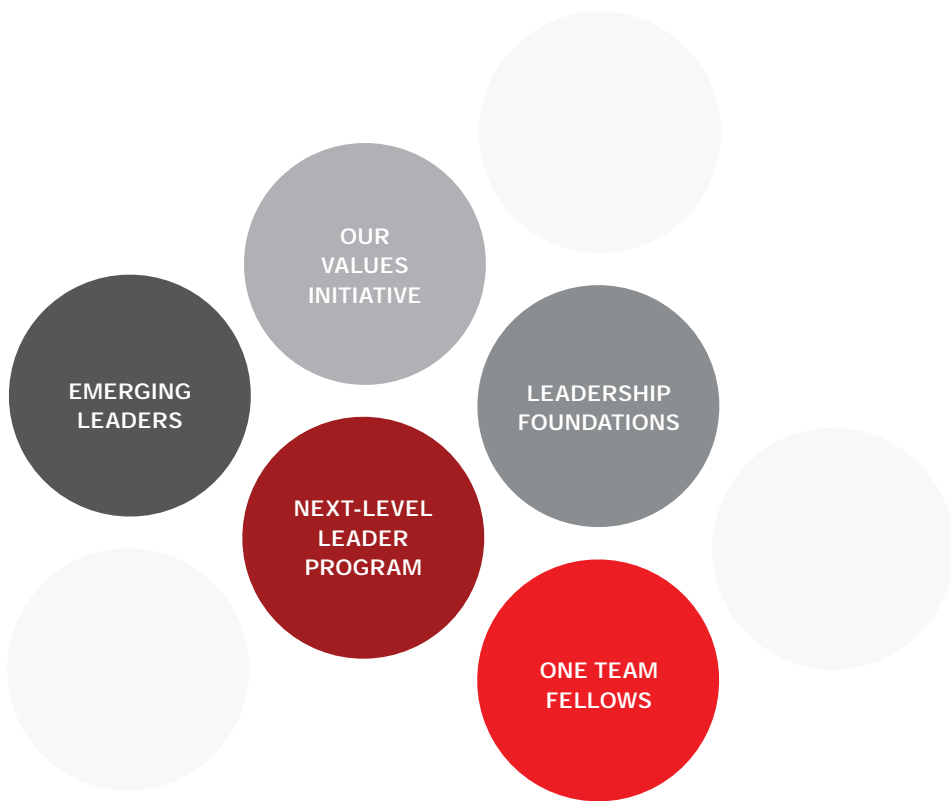 OUR
VALUES
INITIATIVE
EMERGING
LEADERS
LEADERSHIP
FOUNDATIONS
NEXT-LEVEL
LEADER
PROGRAM
ONE TEAM
FELLOWS